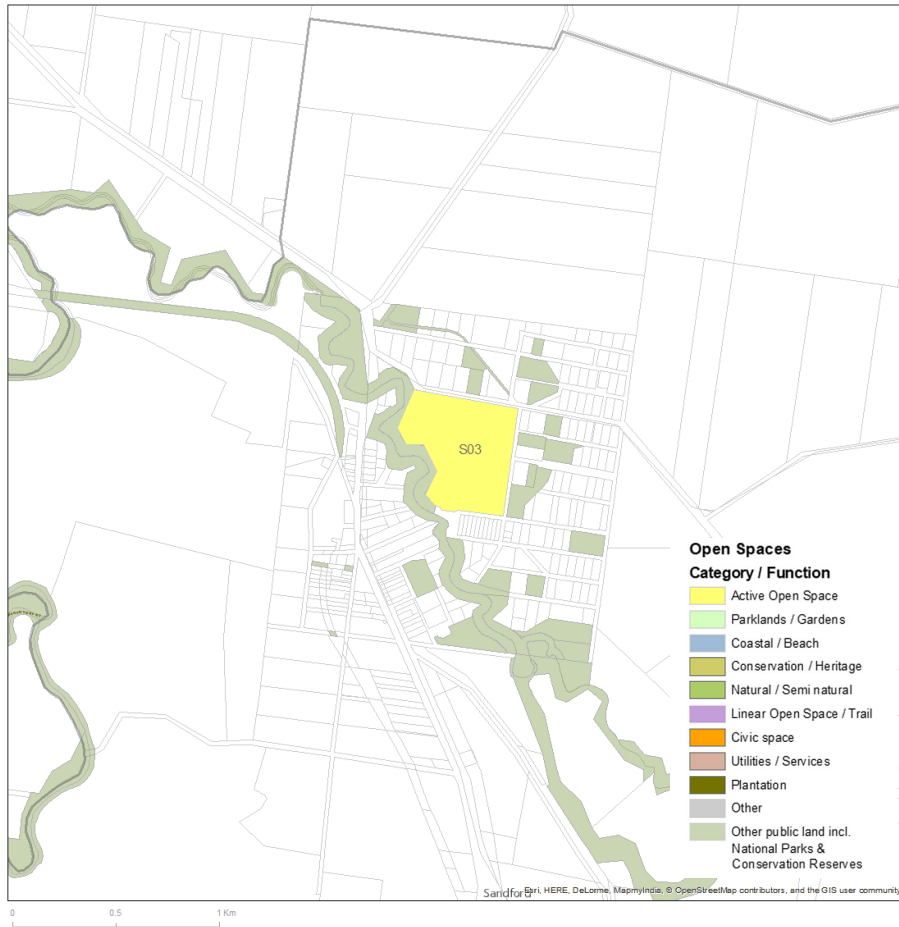 S03
Open Spaces
Category / Function
Active Open Space
Parklands / Gardens
Coastal / Beach
Conservation / Heritage
Natural / Semi natural
Linear Open Space / Trail
Civic space
Utilities / Services
Plantation
Other
Other public land incl.
National Parks &
Conservation Reserves
Sandford
Esri, HERE, DeLorme, MapmyIndia, © OpenStreetMap contributors, and the GIS user community
0 0.5 1 Km